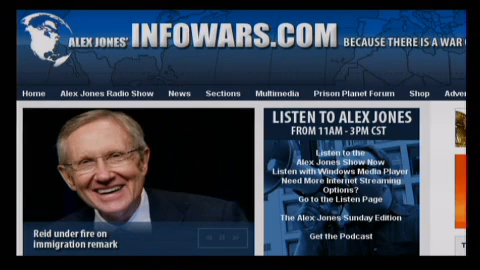 ALEX JONES' INFOWARS.COM BECAUSE THERE IS A WAR
Home Alex Jones Radio Show News Sections Multimedia Prison Planet Forum Shop
LISTEN TO ALEX JONES
FROM 11AM - 3PM CST
Listen to the
Alex Jones Show Now
Listen with Windows Media Player
Need More Internet Streaming
Options?
Go to the Listen Page
The Alex Jones Sunday Edition
Get the Podcast
Reid under fire on
immigration remark